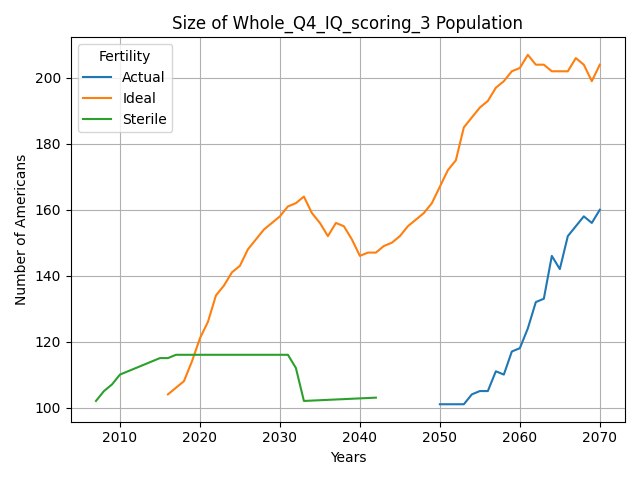 Size of Whole_Q4_IQ_scoring_3 Population
Fertility
Actual
Ideal
Sterile
Number of Americans
200
180
160
140
120
100
2010 2020 2030 2040 2050 2060 2070
Years